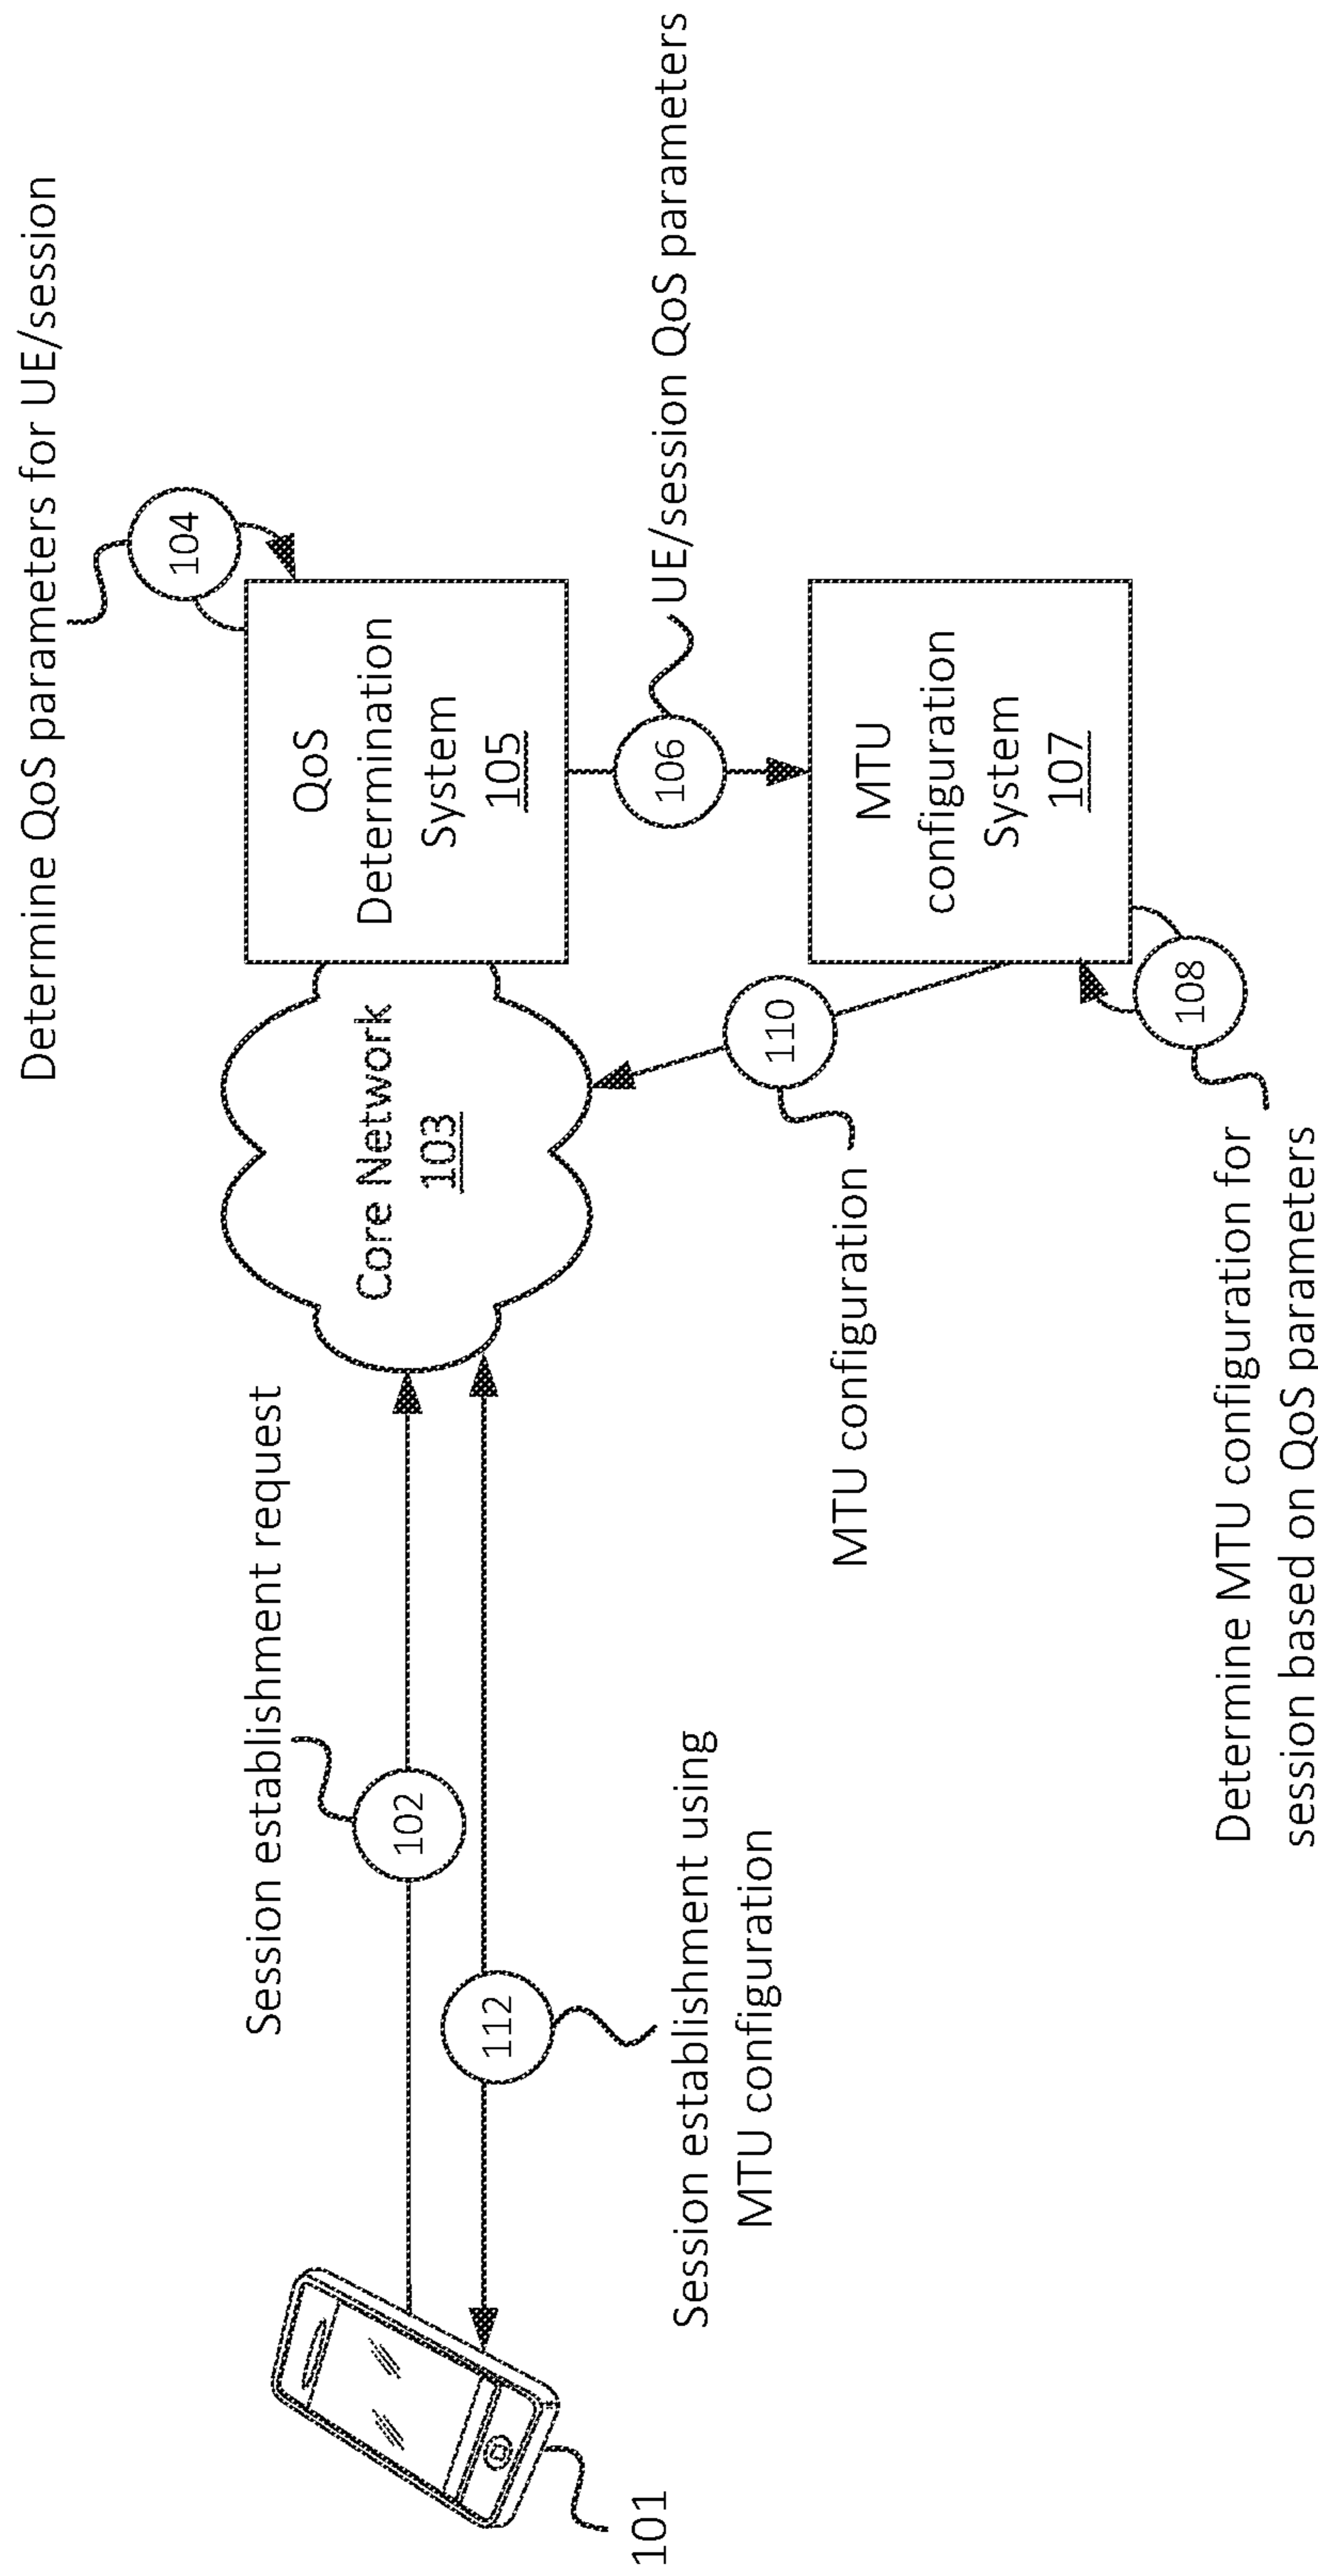 Determine QoS parameters for UE/session
104
Session establishment request
102
Core Network
103
QoS
Determination
System
105
112
Session establishment using
MTU configuration
106
UE/session QoS parameters
101
110
MTU configuration
MTU
configuration
System
107
108
Determine MTU configuration for
session based on QoS parameters